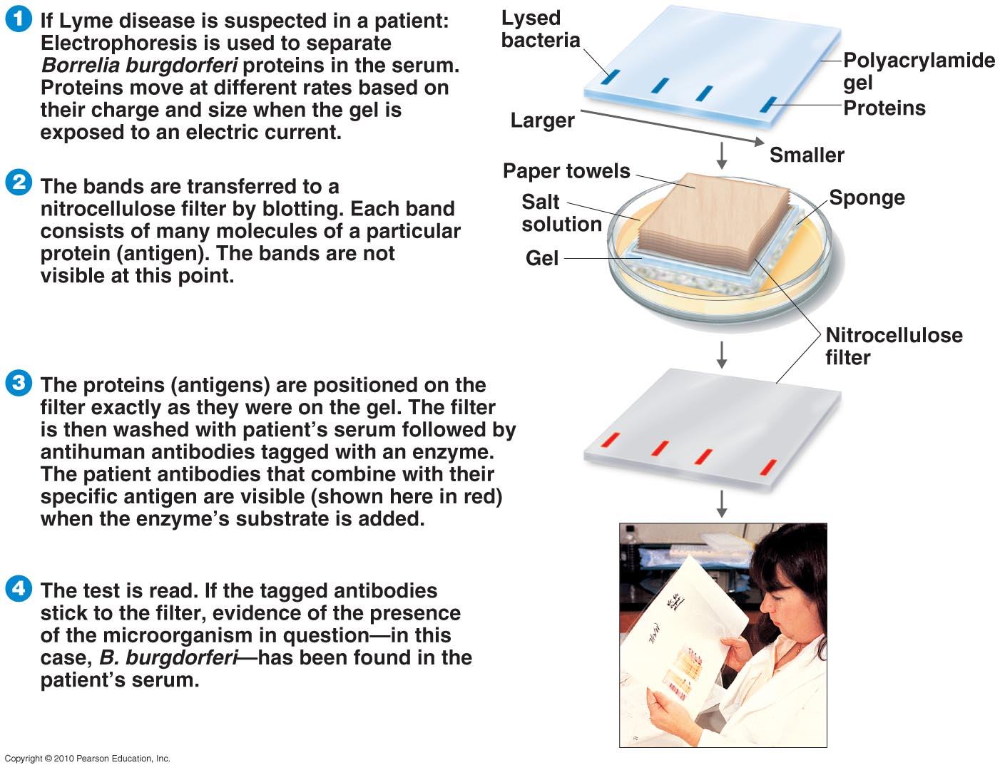 1 If Lyme disease is suspected in a patient:
Electrophoresis is used to separate
Borrelia burgdorferi proteins in the serum.
Proteins move at different rates based on
their charge and size when the gel is
exposed to an electric current.
Lysed
bacteria
Polyacrylamide
gel
Proteins
Larger
Smaller
2 The bands are transferred to a
nitrocellulose filter by blotting. Each band
consists of many molecules of a particular
protein (antigen). The bands are not
visible at this point.
Paper towels
Salt
solution
Gel
Sponge
Nitrocellulose
filter
3 The proteins (antigens) are positioned on the
filter exactly as they were on the gel. The filter
is then washed with patient’s serum followed by
antihuman antibodies tagged with an enzyme.
The patient antibodies that combine with their
specific antigen are visible (shown here in red)
when the enzyme’s substrate is added.
4 The test is read. If the tagged antibodies
stick to the filter, evidence of the presence
of the microorganism in question—in this
case, B. burgdorferi—has been found in the
patient’s serum.
Copyright © 2010 Pearson Education, Inc.